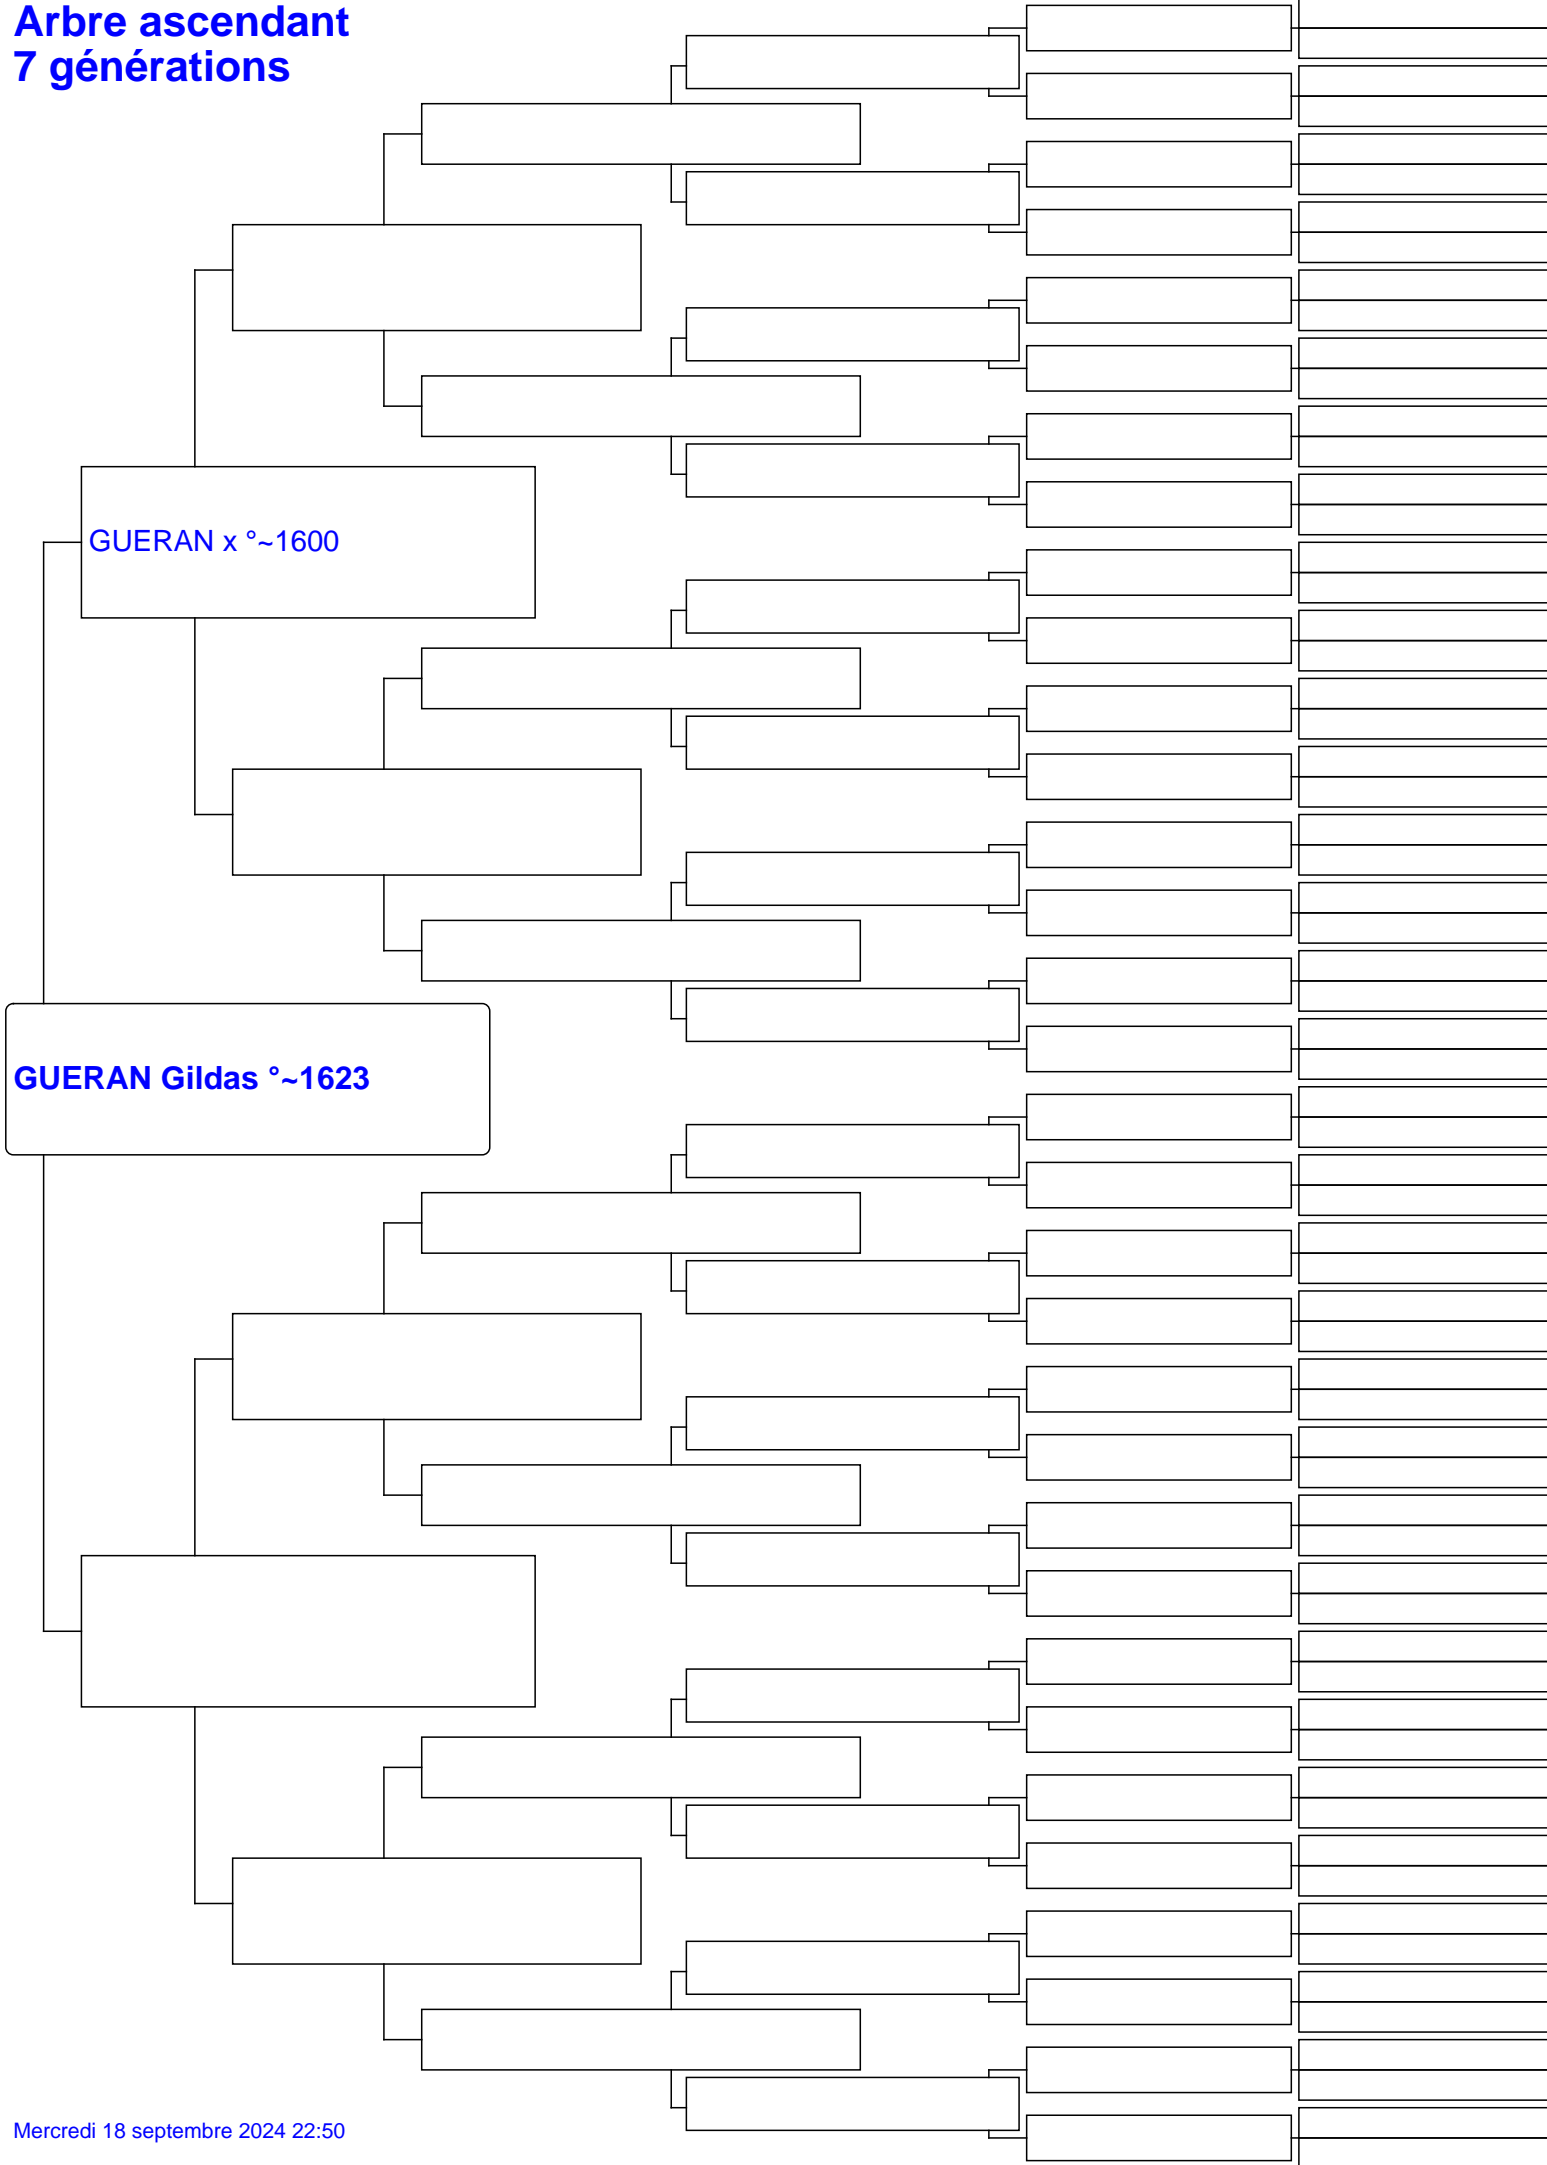 Arbre ascendant
7 générations
GUERAN x °~1600
GUERAN Gildas °~1623
Mercredi 18 septembre 2024 22:50